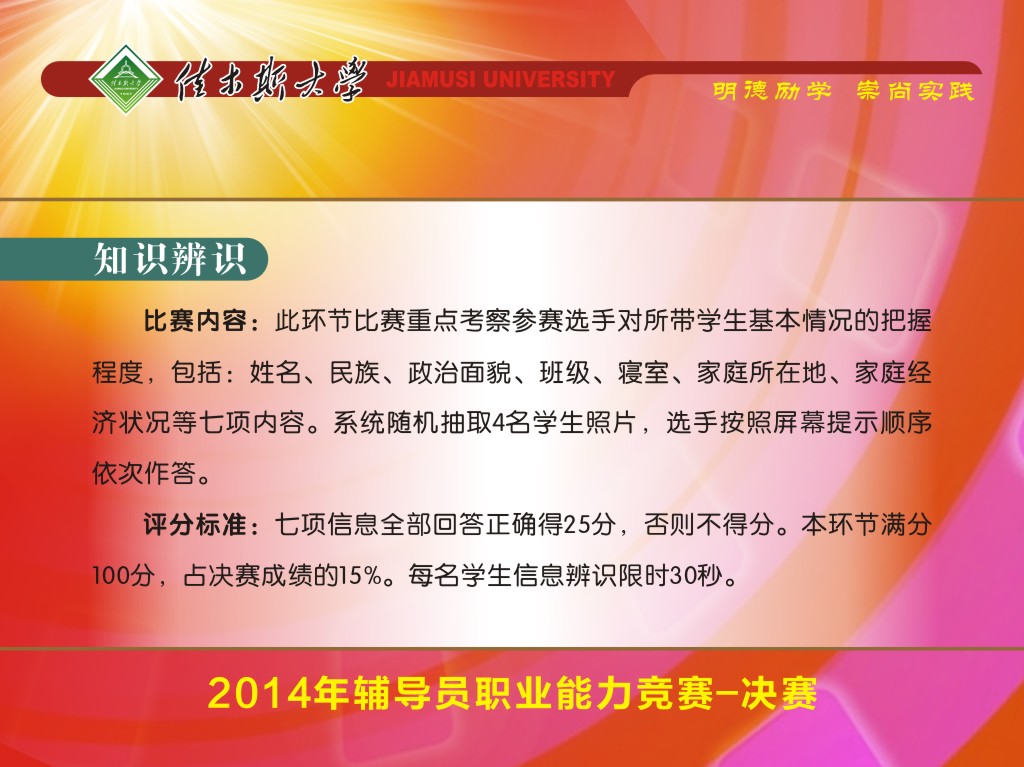 佳木斯大学 JIAMUSI UNIVERSITY
明德励学 崇尚实践
知识辨识
比赛内容：此环节比赛重点考察参赛选手对所带学生基本情况的把握
程度，包括：姓名、民族、政治面貌、班级、寝室、家庭所在地、家庭经
济状况等七项内容。系统随机抽取4名学生照片，选手按照屏幕提示顺序
依次作答。
评分标准：七项信息全部回答正确得25分，否则不得分。本环节满分
100分，占决赛成绩的15%。每名学生信息辨识限时30秒。
2014年辅导员职业能力竞赛-决赛